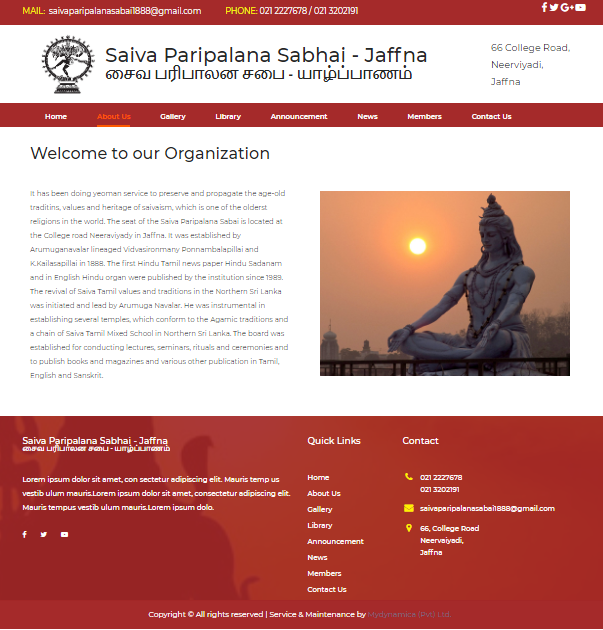 MAIL: saivaparipalanasabai1888@gmail.com PHONE: 021 2227678 / 021 3202191
Saiva Paripalana Sabhai - Jaffna
சைவ பரிபாலன சபை - யாழ்ப்பாணம்
66 College Road,
Neerviyadi,
Jaffna
Home About Us Gallery Library Announcement News Members Contact Us
Welcome to our Organization
It has been doing yeoman service to preserve and propagate the age-old
traditins, values and heritage of saivaism, which is one of the olderst
religions in the world. The seat of the Saiva Paripalana Sabai is located at
the College road Neeraviyady in Jaffna. It was established by
Arumuganavalar lineaged Vidvasironmany Ponnambalapillai and
K.Kailasapillai in 1888. The first Hindu Tamil news paper Hindu Sadanam
and in English Hindu organ were published by the institution since 1989.
The revival of Saiva Tamil values and traditions in the Northern Sri Lanka
was initiated and lead by Arumuga Navalar. He was instrumental in
establishing several temples, which conform to the Agamic traditions and
a chain of Saiva Tamil Mixed School in Northern Sri Lanka. The board was
established for conducting lectures, seminars, rituals and ceremonies and
to publish books and magazines and various other publication in Tamil,
English and Sanskrit.
Saiva Paripalana Sabhai - Jaffna
சைவ பரிபாலன சபை - யாழ்ப்பாணம்
Lorem ipsum dolor sit amet, con sectetur adipiscing elit. Mauris temp us
vestib ulum mauris.Lorem ipsum dolor sit amet, consectetur adipiscing elit.
Mauris tempus vestib ulum mauris.Lorem ipsum dolo.
Quick Links
Home
About Us
Gallery
Library
Announcement
News
Members
Contact Us
Contact
021 2227678
021 3202191
saivaparipalanasabai1888@gmail.com
66, College Road
Neervaiyadi,
Jaffna
Copyright © All rights reserved | Service & Maintenance by Mydynamica (Pvt) Ltd.